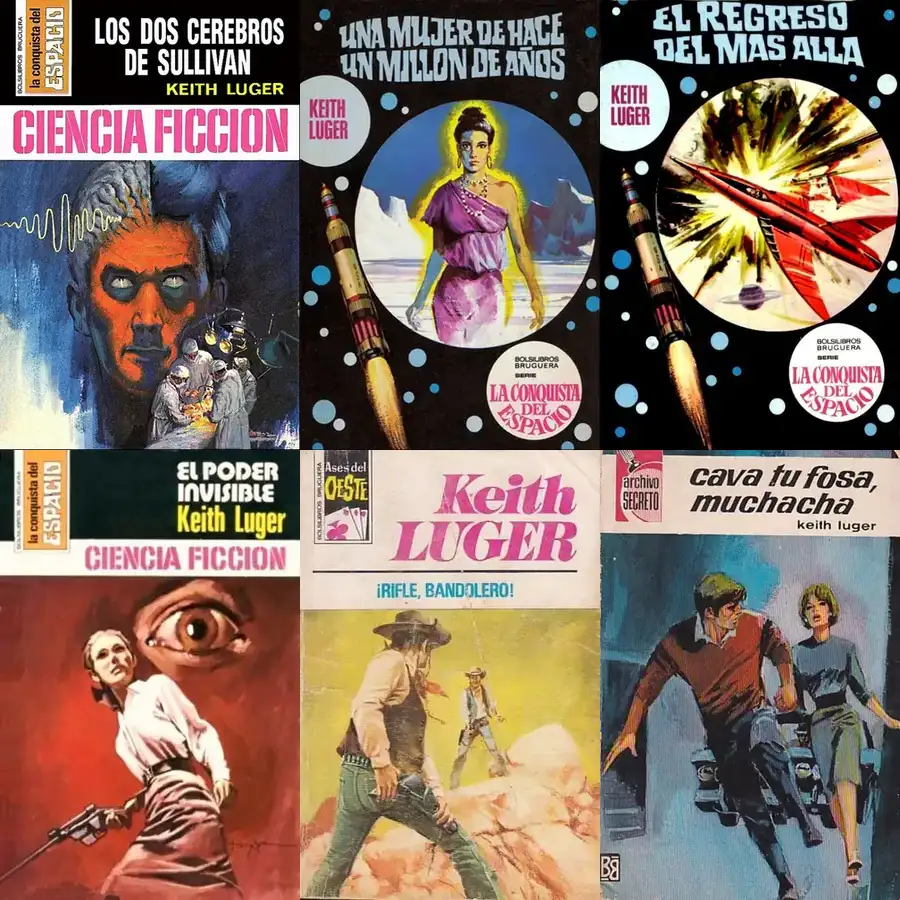 BOLSILIBROS BRUGUERA
la conquista del
ESPACIO
LOS DOS CEREBROS
DE SULLIVAN
KEITH LUGER
CIENCIA FICCION
UNA MUJER DE HACE
UN MILLON DE AÑOS
KEITH
LUGER
BOLSILIBROS
BRUGUERA
SERIE
LA CONQUISTA
DEL
ESPACIO
EL REGRESO
DEL MAS ALLA
KEITH
LUGER
BOLSILIBROS
BRUGUERA
SERIE
LA CONQUISTA
DEL
ESPACIO
BOLSILIBROS BRUGUERA
la conquista del
ESPACIO
EL PODER
INVISIBLE
Keith Luger
CIENCIA FICCION
BOLSILIBROS BRUGUERA
Ases del
OESTE
Keith
LUGER
¡RIFLE, BANDOLERO!
archivo
SECRETO
cava tu fosa,
muchacha
keith luger